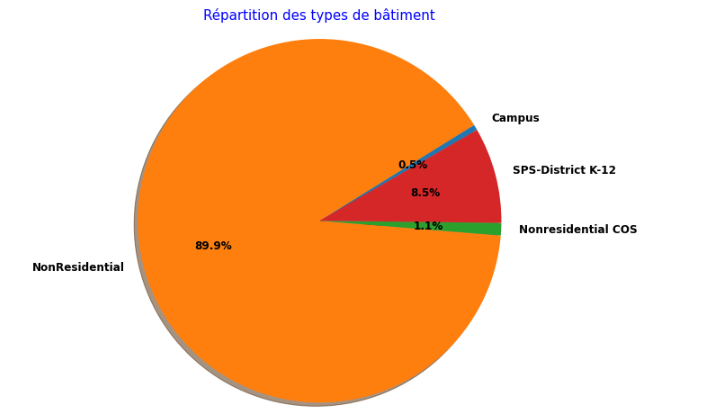 Répartition des types de bâtiment
Campus
0.5%
SPS-District K-12
8.5%
1.1%
Nonresidential COS
89.9%
NonResidential